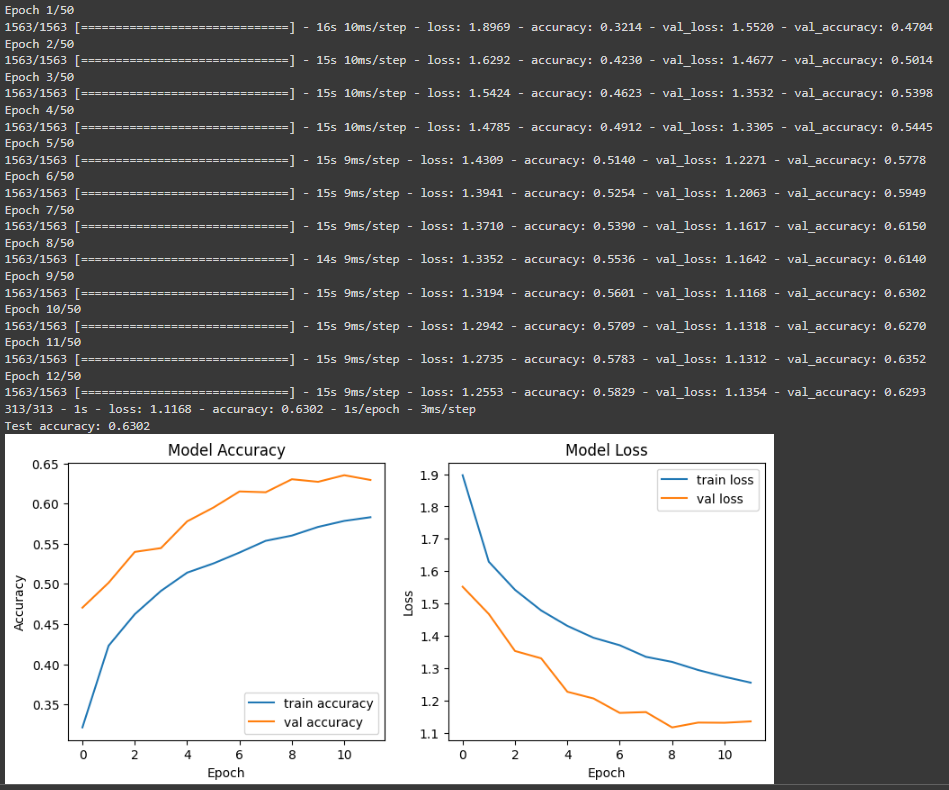 Epoch 1/50
1563/1563 [==============================] - 16s 10ms/step - loss: 1.8969 - accuracy: 0.3214 - val_loss: 1.5520 - val_accuracy: 0.4704
Epoch 2/50
1563/1563 [==============================] - 15s 10ms/step - loss: 1.6292 - accuracy: 0.4230 - val_loss: 1.4677 - val_accuracy: 0.5014
Epoch 3/50
1563/1563 [==============================] - 15s 10ms/step - loss: 1.5424 - accuracy: 0.4623 - val_loss: 1.3532 - val_accuracy: 0.5398
Epoch 4/50
1563/1563 [==============================] - 15s 10ms/step - loss: 1.4785 - accuracy: 0.4912 - val_loss: 1.3305 - val_accuracy: 0.5445
Epoch 5/50
1563/1563 [==============================] - 15s 9ms/step - loss: 1.4309 - accuracy: 0.5140 - val_loss: 1.2271 - val_accuracy: 0.5778
Epoch 6/50
1563/1563 [==============================] - 15s 9ms/step - loss: 1.3941 - accuracy: 0.5254 - val_loss: 1.2063 - val_accuracy: 0.5949
Epoch 7/50
1563/1563 [==============================] - 15s 9ms/step - loss: 1.3710 - accuracy: 0.5390 - val_loss: 1.1617 - val_accuracy: 0.6150
Epoch 8/50
1563/1563 [==============================] - 14s 9ms/step - loss: 1.3352 - accuracy: 0.5536 - val_loss: 1.1642 - val_accuracy: 0.6140
Epoch 9/50
1563/1563 [==============================] - 15s 9ms/step - loss: 1.3194 - accuracy: 0.5601 - val_loss: 1.1168 - val_accuracy: 0.6302
Epoch 10/50
1563/1563 [==============================] - 15s 9ms/step - loss: 1.2942 - accuracy: 0.5709 - val_loss: 1.1318 - val_accuracy: 0.6270
Epoch 11/50
1563/1563 [==============================] - 15s 9ms/step - loss: 1.2735 - accuracy: 0.5783 - val_loss: 1.1312 - val_accuracy: 0.6352
Epoch 12/50
1563/1563 [==============================] - 15s 9ms/step - loss: 1.2553 - accuracy: 0.5829 - val_loss: 1.1354 - val_accuracy: 0.6293
313/313 - 1s - loss: 1.1168 - accuracy: 0.6302 - 1s/epoch - 3ms/step
Test accuracy: 0.6302
Model Accuracy
0.65
0.60
0.55
0.50
0.45
0.40
0.35
Accuracy
train accuracy
val accuracy
0 2 4 6 8 10
Epoch
Model Loss
1.9
1.8
1.7
1.6
1.5
1.4
1.3
1.2
1.1
Loss
train loss
val loss
0 2 4 6 8 10
Epoch